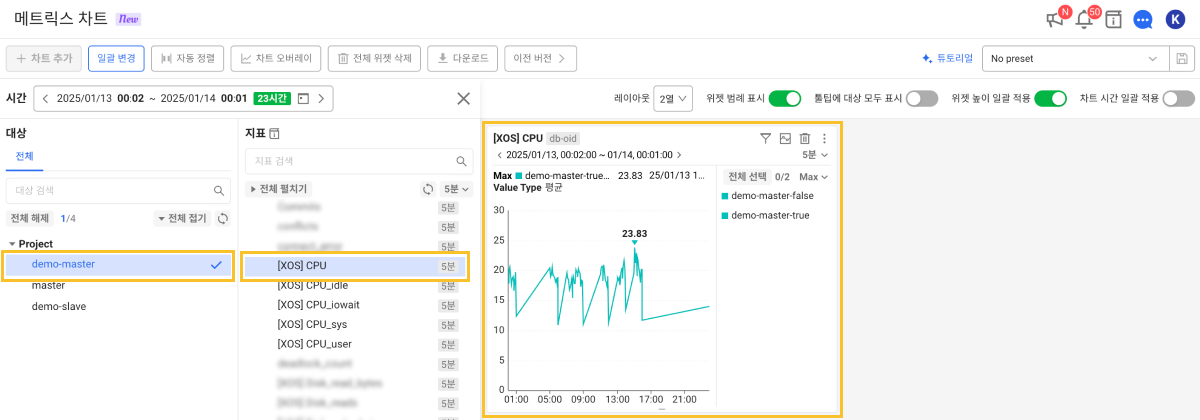 메트릭스 차트 New
N 50 K
+ 차트 추가 일괄 변경 자동 정렬 차트 오버레이 전체 위젯 삭제 다운로드 이전 버전
튜토리얼 No preset
시간 2025/01/13 00:02 ~ 2025/01/14 00:01 23시간
레이아웃 2열 위젯 범례 표시 툴팁에 대상 모두 표시 위젯 높이 일괄 적용 차트 시간 일괄 적용
대상
전체
대상 검색
전체 해제 1/4 전체 접기
Project
demo-master
master
demo-slave
지표
지표 검색
전체 펼치기 5분
5분
5분
5분
[XOS] CPU 5분
[XOS] CPU_idle 5분
[XOS] CPU_iowait 5분
[XOS] CPU_sys 5분
[XOS] CPU_user 5분
5분
5분
5분
[XOS] CPU db-oid
2025/01/13, 00:02:00 ~ 01/14, 00:01:00 5분
Max demo-master-true... 23.83 25/01/13 1...
Value Type 평균
전체 선택 0/2 Max
demo-master-false
demo-master-true
30
25
20
15
10
5
0
23.83
01:00 05:00 09:00 13:00 17:00 21:00